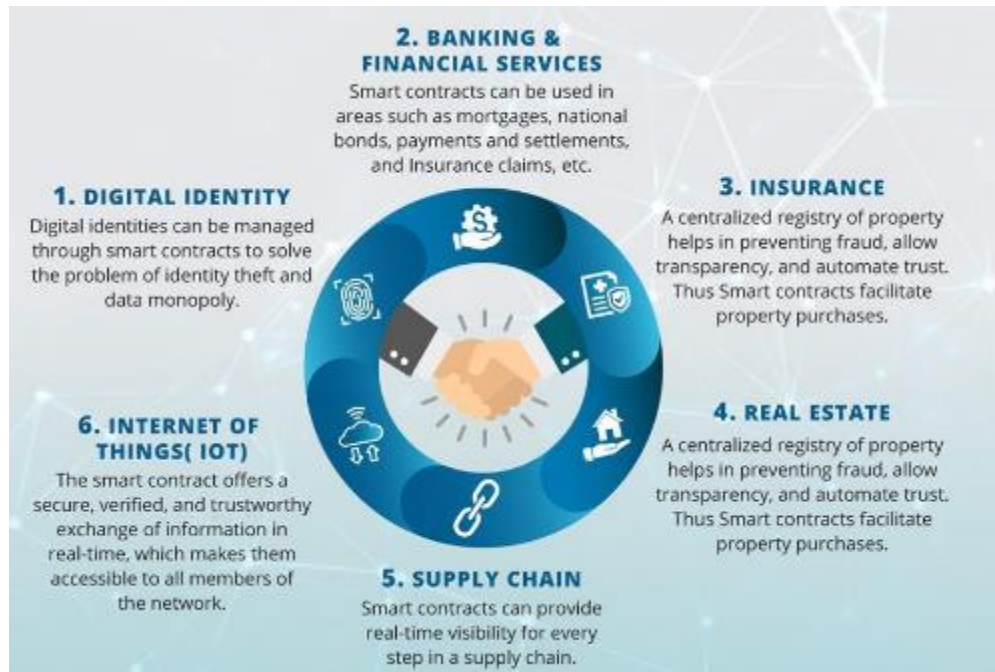 1. DIGITAL IDENTITY
Digital identities can be managed
through smart contracts to solve
the problem of identity theft and
data monopoly.
2. BANKING &
FINANCIAL SERVICES
Smart contracts can be used in
areas such as mortgages, national
bonds, payments and settlements,
and Insurance claims, etc.
3. INSURANCE
A centralized registry of property
helps in preventing fraud, allow
transparency, and automate trust.
Thus Smart contracts facilitate
property purchases.
4. REAL ESTATE
A centralized registry of property
helps in preventing fraud, allow
transparency, and automate trust.
Thus Smart contracts facilitate
property purchases.
5. SUPPLY CHAIN
Smart contracts can provide
real-time visibility for every
step in a supply chain.
6. INTERNET OF
THINGS( IOT)
The smart contract offers a
secure, verified, and trustworthy
exchange of information in
real-time, which makes them
accessible to all members of
the network.
$